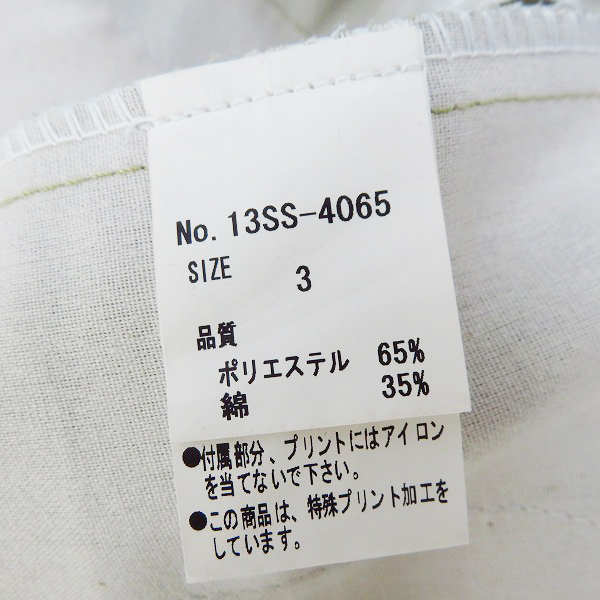 No. 13SS-4065
SIZE 3
品質
ポリエステル 65%
綿 35%
●付属部分、プリントにはアイロン
を当てないで下さい。
●この商品は、特殊プリント加工を
しています。